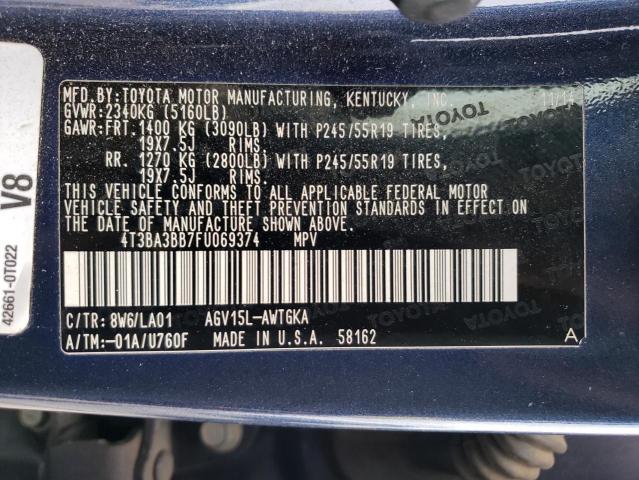 V8
42661-0T022
MFD.BY:TOYOTA MOTOR MANUFACTURING, KENTUCKY, INC. 11/14
GVWR:2340KG (5160LB)
GAWR:FRT. 1400 KG (3090LB) WITH P245/55R19 TIRES,
19X7.5J RIMS.
RR. 1270 KG (2800LB) WITH P245/55R19 TIRES,
19X7.5J RIMS.
THIS VEHICLE CONFORMS TO ALL APPLICABLE FEDERAL MOTOR
VEHICLE SAFETY AND THEFT PREVENTION STANDARDS IN EFFECT ON
THE DATE OF MANUFACTURE SHOWN ABOVE.
4T3BA3BB7FU069374 MPV
C/TR: 8W6/LA01 AGV15L-AWTGKA
A/TM:-01A/U760F MADE IN U.S.A. 58162 A